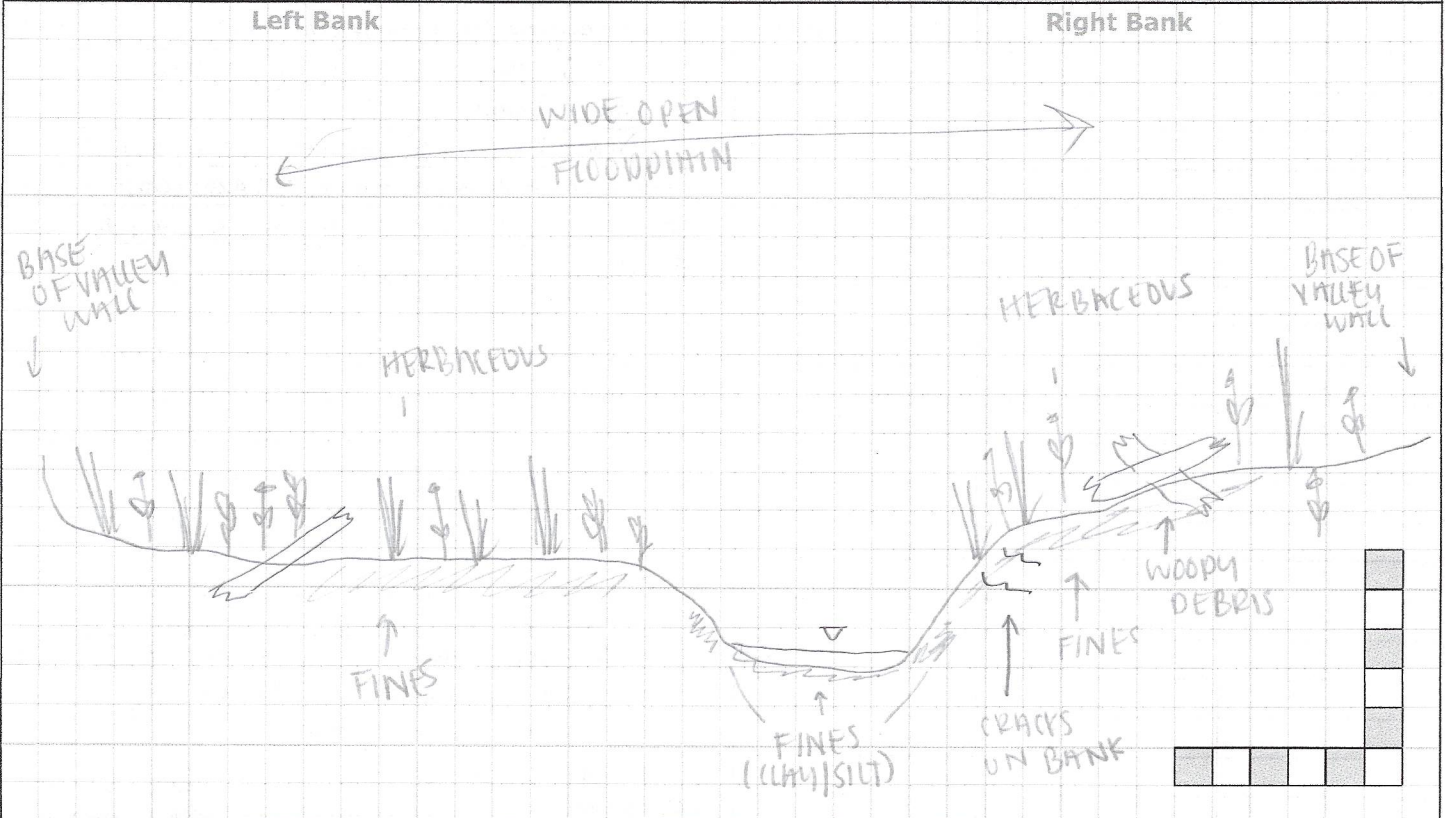 Left Bank
Right Bank
WIDE OPEN
FLOODPLAIN
BASE
OF VALLEY
WALL
BASE OF
VALLEY
WALL
HERBACEOUS
HERBACEOUS
WOODY
DEBRIS
FINES
FINES
CRACKS
ON BANK
FINES
(CLAY/SILT)